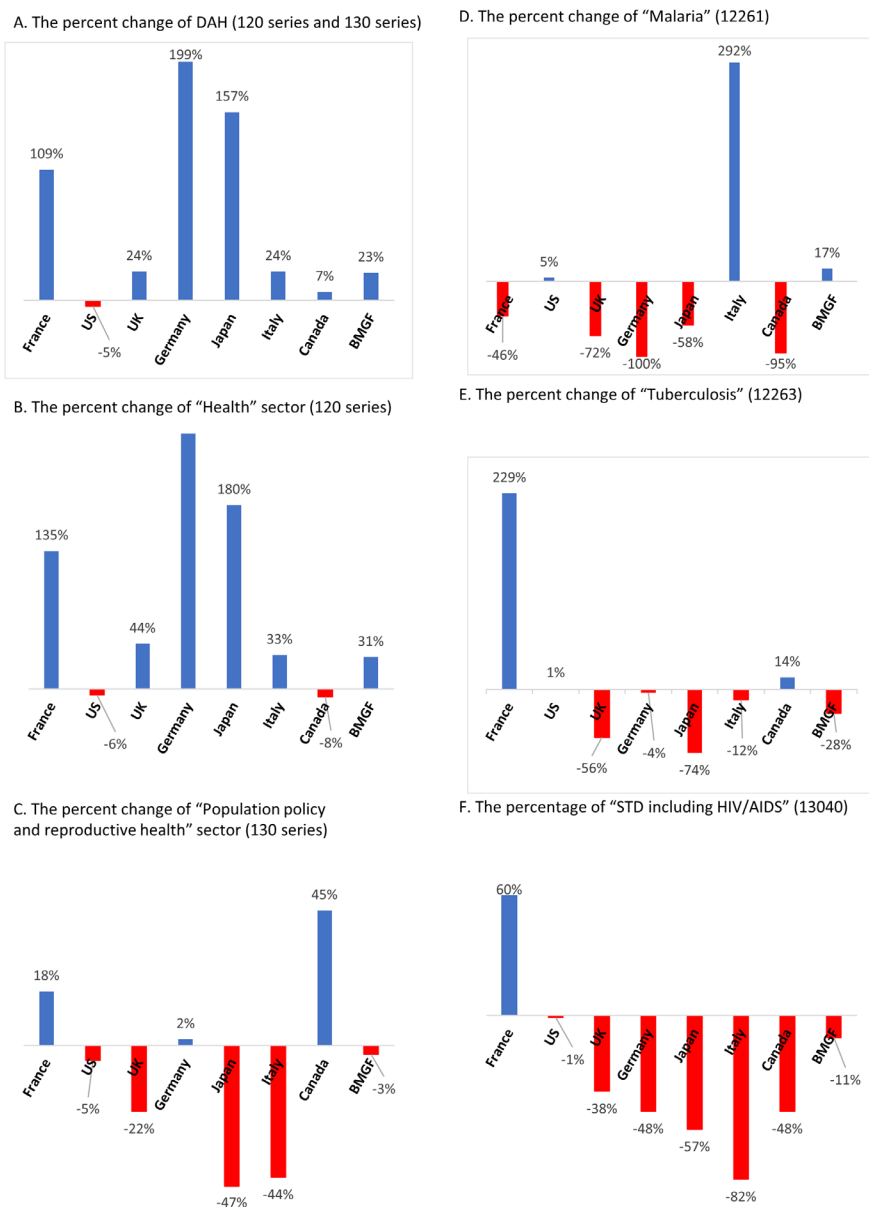 A. The percent change of DAH (120 series and 130 series)
199%
157%
109%
24%
24%
7%
23%
-5%
France
US
UK
Germany
Japan
Italy
Canada
BMGF
B. The percent change of “Health” sector (120 series)
180%
135%
44%
33%
31%
-6%
-8%
France
US
UK
Germany
Japan
Italy
Canada
BMGF
C. The percent change of “Population policy
and reproductive health” sector (130 series)
45%
18%
2%
-5%
-22%
-47%
-44%
-3%
France
US
UK
Germany
Japan
Italy
Canada
BMGF
D. The percent change of “Malaria” (12261)
292%
5%
17%
-46%
-72%
-100%
-58%
-95%
France
US
UK
Germany
Japan
Italy
Canada
BMGF
E. The percent change of “Tuberculosis” (12263)
229%
1%
14%
-56%
-4%
-74%
-12%
-28%
France
US
UK
Germany
Japan
Italy
Canada
BMGF
F. The percentage of “STD including HIV/AIDS” (13040)
60%
-1%
-38%
-48%
-57%
-82%
-48%
-11%
France
US
UK
Germany
Japan
Italy
Canada
BMGF